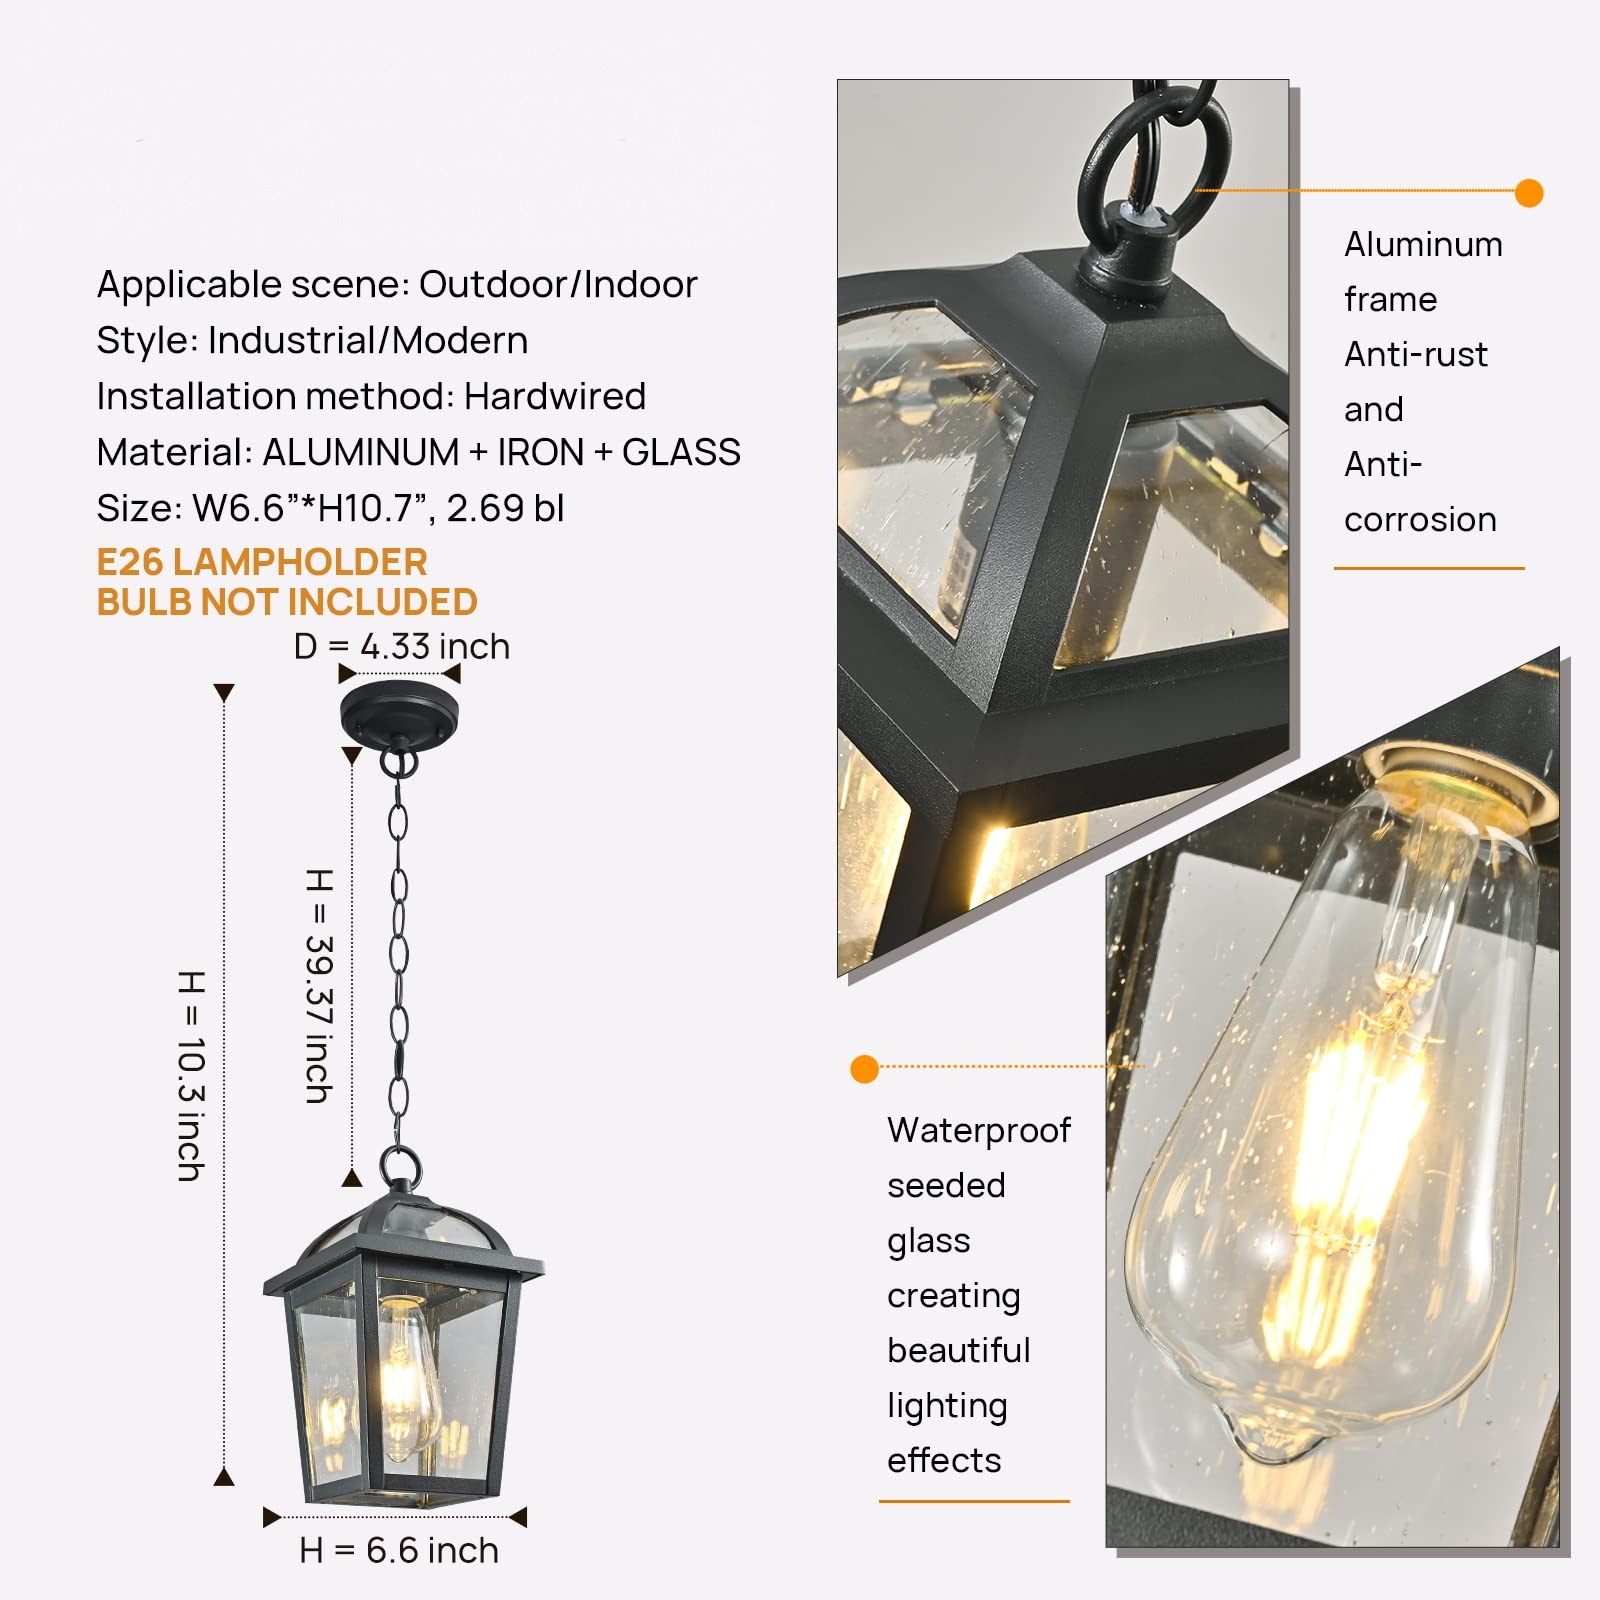 Applicable scene: Outdoor/Indoor
Style: Industrial/Modern
Installation method: Hardwired
Material: ALUMINUM + IRON + GLASS
Size: W6.6”*H10.7”, 2.69 bl
E26 LAMPHOLDER
BULB NOT INCLUDED
D = 4.33 inch
H = 39.37 inch
H = 10.3 inch
H = 6.6 inch
Aluminum
frame
Anti-rust
and
Anti-
corrosion
Waterproof
seeded
glass
creating
beautiful
lighting
effects